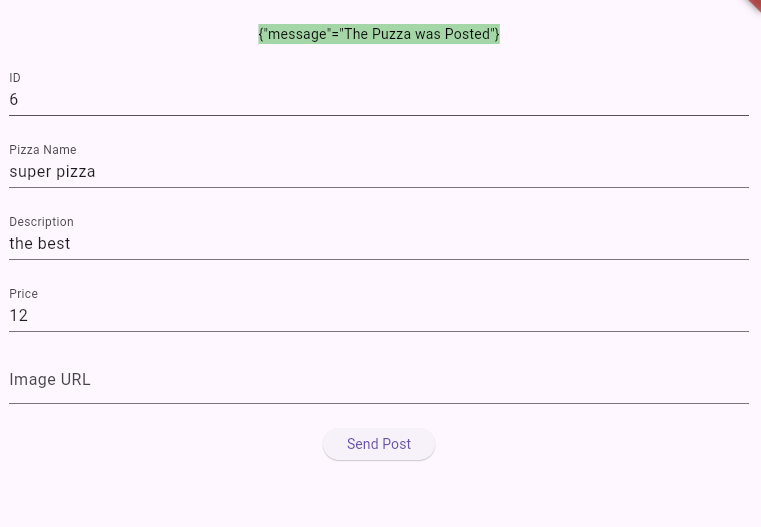 {"message"="The Puzza was Posted"}
ID
6
Pizza Name
super pizza
Description
the best
Price
12
Image URL
Send Post